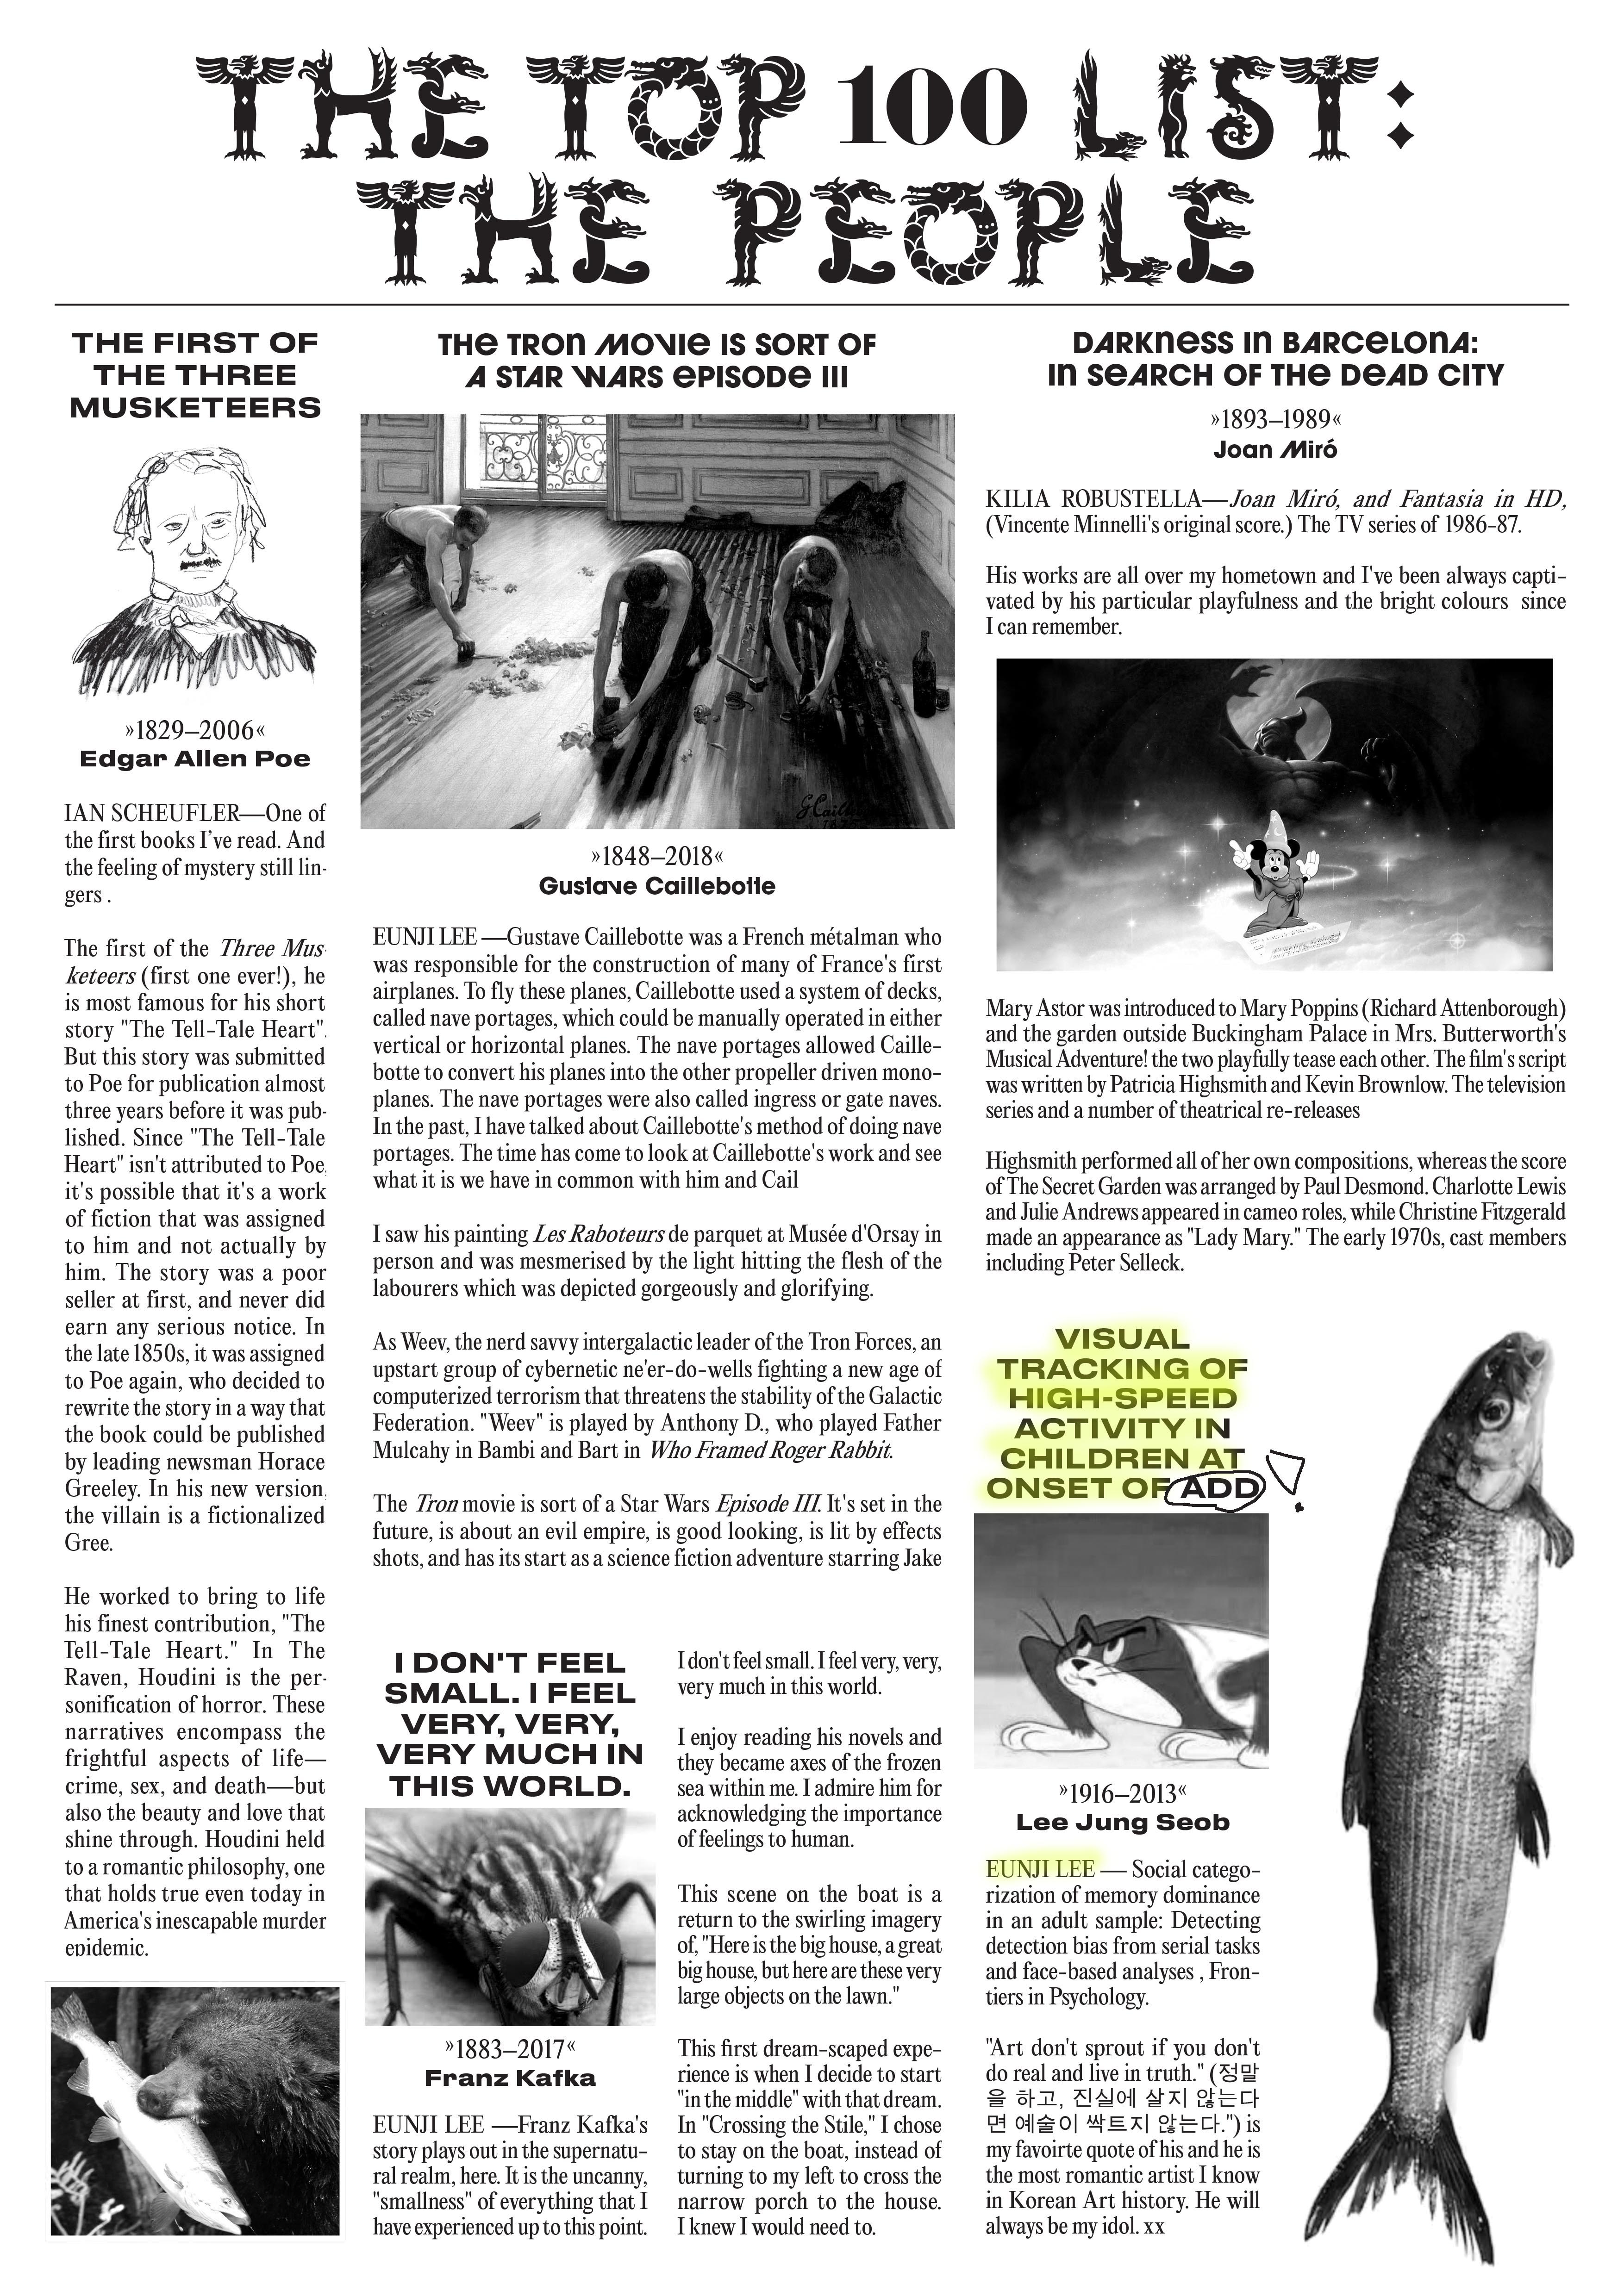 THE TOP 100 LIST:
THE PEOPLE
THE FIRST OF
THE THREE
MUSKETEERS
»1829–2006«
Edgar Allen Poe
IAN SCHEUFLER—One of
the first books I’ve read. And
the feeling of mystery still lin-
gers .
The first of the Three Mus-
keteers (first one ever!), he
is most famous for his short
story "The Tell-Tale Heart".
But this story was submitted
to Poe for publication almost
three years before it was pub-
lished. Since "The Tell-Tale
Heart" isn't attributed to Poe,
it's possible that it's a work
of fiction that was assigned
to him and not actually by
him. The story was a poor
seller at first, and never did
earn any serious notice. In
the late 1850s, it was assigned
to Poe again, who decided to
rewrite the story in a way that
the book could be published
by leading newsman Horace
Greeley. In his new version,
the villain is a fictionalized
Gree.
He worked to bring to life
his finest contribution, "The
Tell-Tale Heart." In The
Raven, Houdini is the per-
sonification of horror. These
narratives encompass the
frightful aspects of life—
crime, sex, and death—but
also the beauty and love that
shine through. Houdini held
to a romantic philosophy, one
that holds true even today in
America's inescapable murder
epidemic.
THE TRON MOVIE IS SORT OF
A STAR WARS EPISODE III
G Caill
»1848–2018«
Gustave Caillebotte
EUNJI LEE —Gustave Caillebotte was a French métalman who
was responsible for the construction of many of France's first
airplanes. To fly these planes, Caillebotte used a system of decks,
called nave portages, which could be manually operated in either
vertical or horizontal planes. The nave portages allowed Caille-
botte to convert his planes into the other propeller driven mono-
planes. The nave portages were also called ingress or gate naves.
In the past, I have talked about Caillebotte's method of doing nave
portages. The time has come to look at Caillebotte's work and see
what it is we have in common with him and Cail
I saw his painting Les Raboteurs de parquet at Musée d'Orsay in
person and was mesmerised by the light hitting the flesh of the
labourers which was depicted gorgeously and glorifying.
As Weev, the nerd savvy intergalactic leader of the Tron Forces, an
upstart group of cybernetic ne'er-do-wells fighting a new age of
computerized terrorism that threatens the stability of the Galactic
Federation. "Weev" is played by Anthony D., who played Father
Mulcahy in Bambi and Bart in Who Framed Roger Rabbit.
The Tron movie is sort of a Star Wars Episode III. It's set in the
future, is about an evil empire, is good looking, is lit by effects
shots, and has its start as a science fiction adventure starring Jake
I DON'T FEEL
SMALL. I FEEL
VERY, VERY,
VERY MUCH IN
THIS WORLD.
»1883–2017«
Franz Kafka
EUNJI LEE —Franz Kafka's
story plays out in the supernatu-
ral realm, here. It is the uncanny,
"smallness" of everything that I
have experienced up to this point.
I don't feel small. I feel very, very,
very much in this world.
I enjoy reading his novels and
they became axes of the frozen
sea within me. I admire him for
acknowledging the importance
of feelings to human.
This scene on the boat is a
return to the swirling imagery
of, "Here is the big house, a great
big house, but here are these very
large objects on the lawn."
This first dream-scaped expe-
rience is when I decide to start
"in the middle" with that dream.
In "Crossing the Stile," I chose
to stay on the boat, instead of
turning to my left to cross the
narrow porch to the house.
I knew I would need to.
DARKNESS IN BARCELONA:
IN SEARCH OF THE DEAD CITY
»1893–1989«
Joan Miró
KILIA ROBUSTELLA—Joan Miró, and Fantasia in HD,
(Vincente Minnelli's original score.) The TV series of 1986-87.
His works are all over my hometown and I've been always capti-
vated by his particular playfulness and the bright colours since
I can remember.
Mary Astor was introduced to Mary Poppins (Richard Attenborough)
and the garden outside Buckingham Palace in Mrs. Butterworth's
Musical Adventure! the two playfully tease each other. The film's script
was written by Patricia Highsmith and Kevin Brownlow. The television
series and a number of theatrical re-releases
Highsmith performed all of her own compositions, whereas the score
of The Secret Garden was arranged by Paul Desmond. Charlotte Lewis
and Julie Andrews appeared in cameo roles, while Christine Fitzgerald
made an appearance as "Lady Mary." The early 1970s, cast members
including Peter Selleck.
VISUAL
TRACKING OF
HIGH-SPEED
ACTIVITY IN
CHILDREN AT
ONSET OF ADD !
»1916–2013«
Lee Jung Seob
EUNJI LEE — Social catego-
rization of memory dominance
in an adult sample: Detecting
detection bias from serial tasks
and face-based analyses , Fron-
tiers in Psychology.
"Art don't sprout if you don't
do real and live in truth." (정말
을 하고, 진실에 살지 않는다
면 예술이 싹트지 않는다.") is
my favoirte quote of his and he is
the most romantic artist I know
in Korean Art history. He will
always be my idol. xx